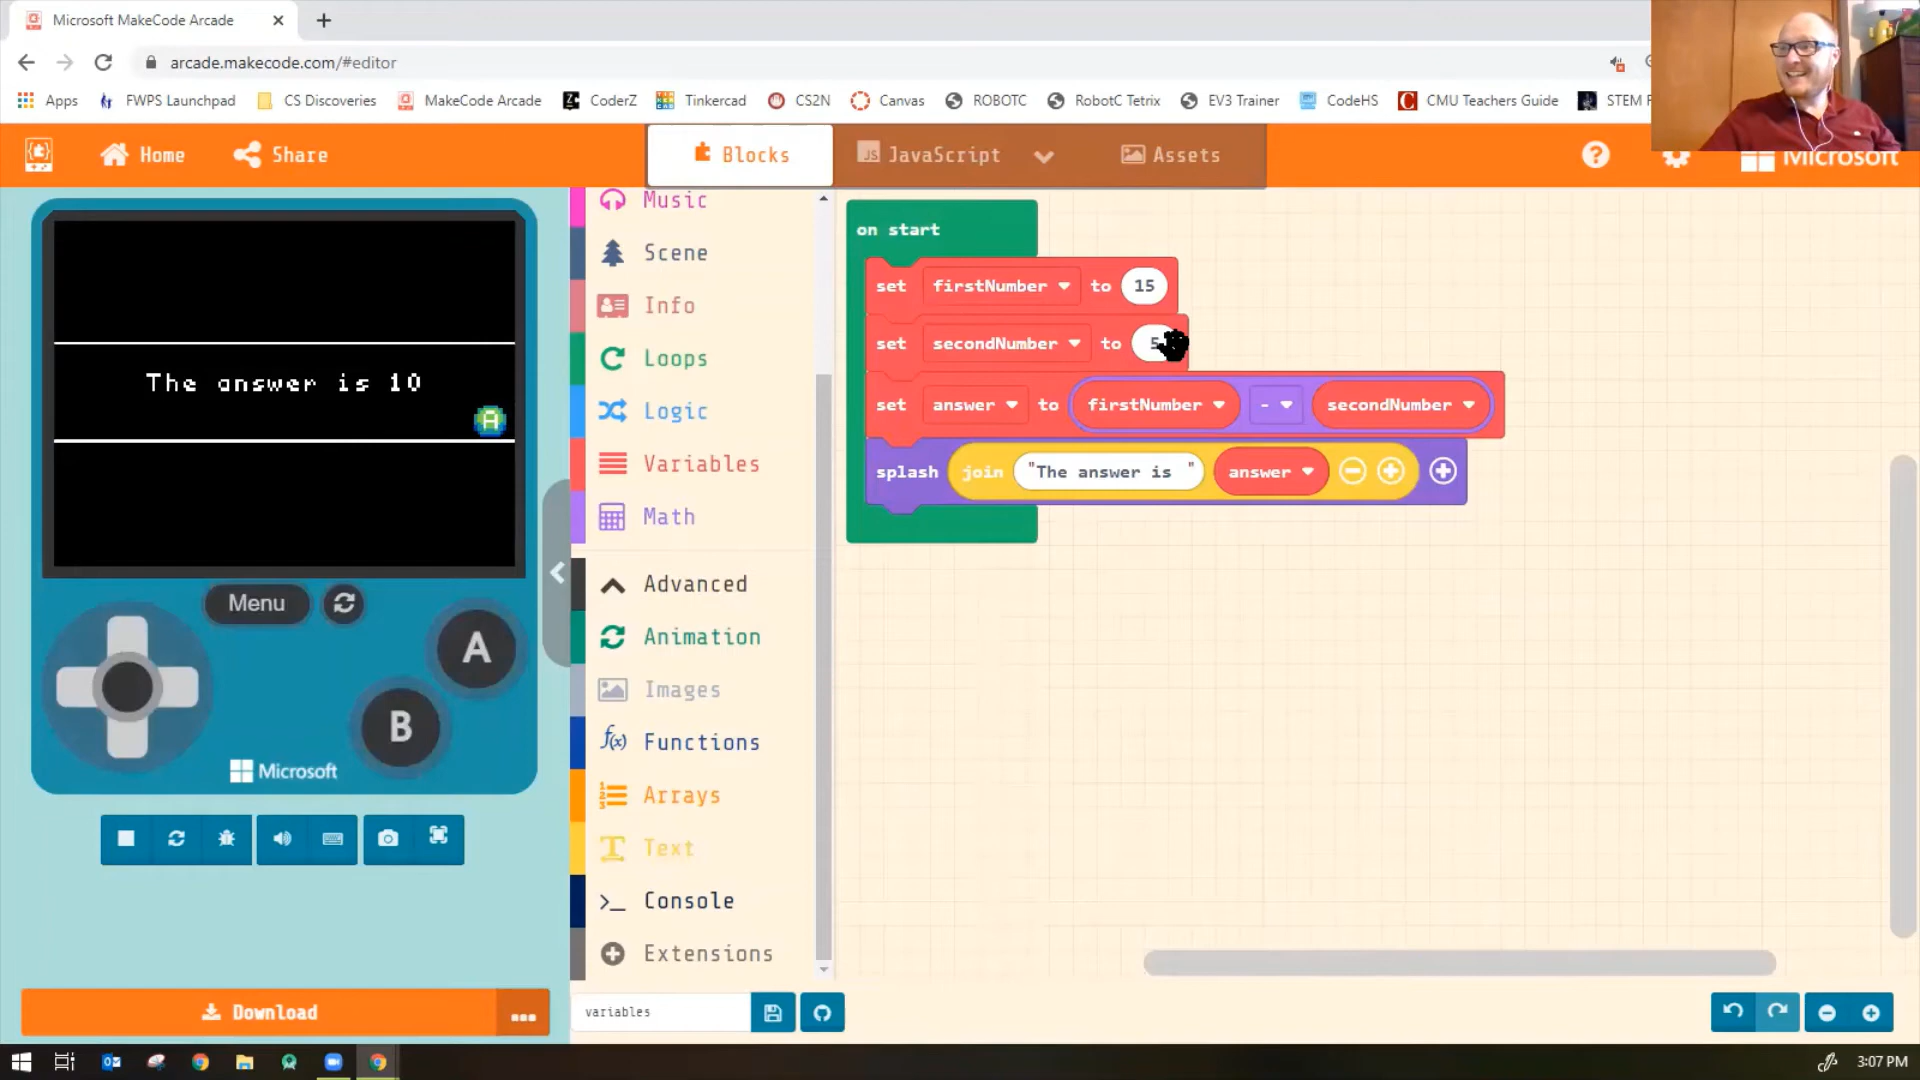 Microsoft MakeCode Arcade
arcade.makecode.com/#editor
Apps FWPS Launchpad CS Discoveries MakeCode Arcade CoderZ Tinkercad CS2N Canvas ROBOTC RobotC Tetrix EV3 Trainer CodeHS CMU Teachers Guide STEM
Home Share Blocks JS JavaScript Assets ? Microsoft
The answer is 10
A
Menu
A
B
Microsoft
Download ...
Music
Scene
Info
Loops
Logic
Variables
Math
Advanced
Animation
Images
f(x) Functions
Arrays
Text
Console
Extensions
variables
on start
set firstNumber to 15
set secondNumber to 5
set answer to firstNumber - secondNumber
splash join "The answer is " answer
3:07 PM